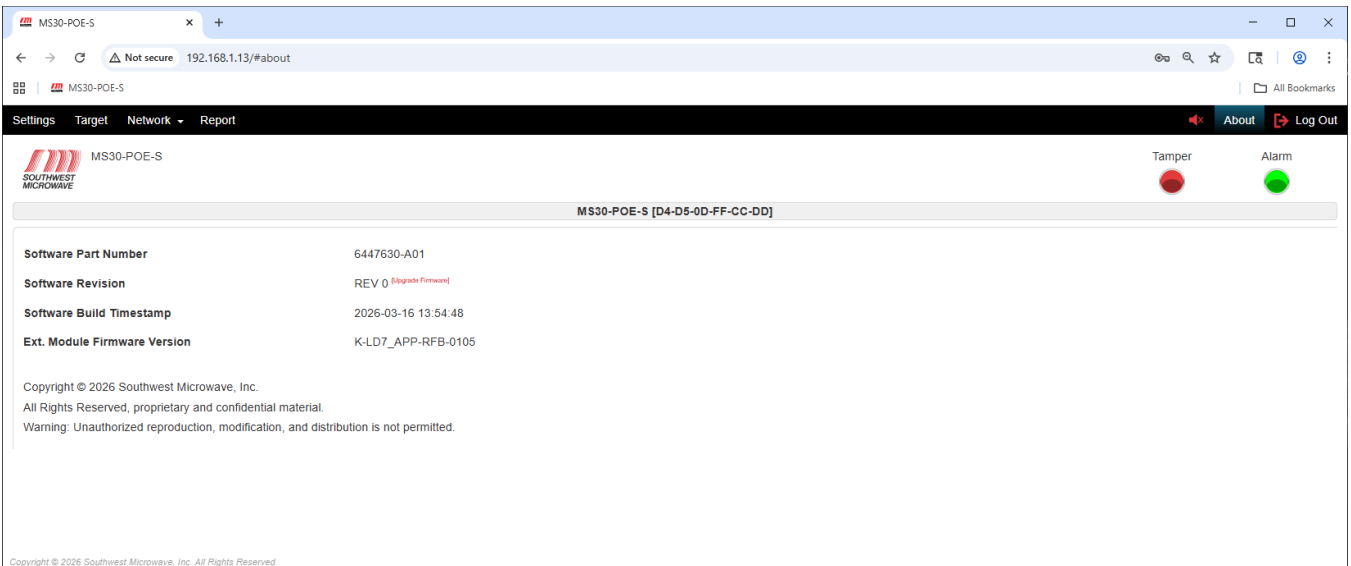 MS30-POE-S
Not secure 192.168.1.13/#about
MS30-POE-S All Bookmarks
Settings Target Network Report About Log Out
SOUTHWEST
MICROWAVE
MS30-POE-S
Tamper Alarm
MS30-POE-S [D4-D5-0D-FF-CC-DD]
Software Part Number 6447630-A01
Software Revision REV 0 [Upgrade Firmware]
Software Build Timestamp 2026-03-16 13:54:48
Ext. Module Firmware Version K-LD7_APP-RFB-0105
Copyright © 2026 Southwest Microwave, Inc.
All Rights Reserved, proprietary and confidential material.
Warning: Unauthorized reproduction, modification, and distribution is not permitted.
Copyright © 2026 Southwest Microwave, Inc. All Rights Reserved